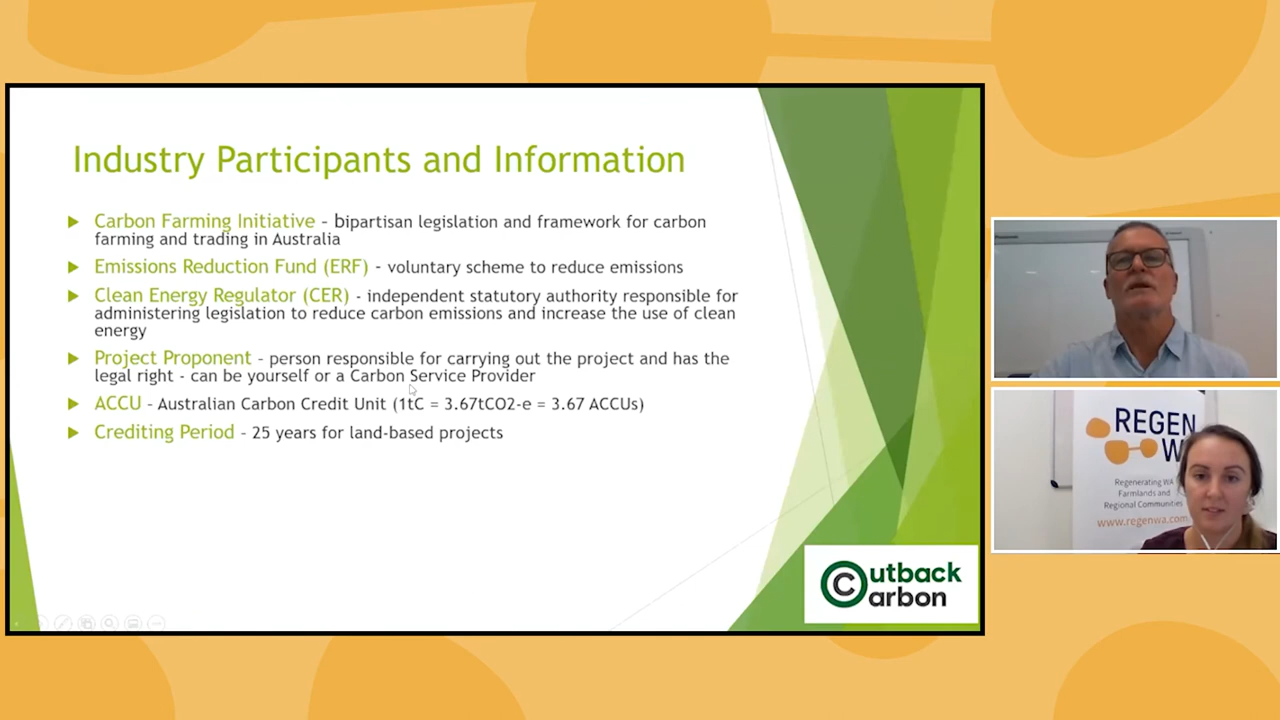 Industry Participants and Information
Carbon Farming Initiative – bipartisan legislation and framework for carbon
farming and trading in Australia
Emissions Reduction Fund (ERF) – voluntary scheme to reduce emissions
Clean Energy Regulator (CER) - independent statutory authority responsible for
administering legislation to reduce carbon emissions and increase the use of clean
energy
Project Proponent – person responsible for carrying out the project and has the
legal right - can be yourself or a Carbon Service Provider
ACCU – Australian Carbon Credit Unit (1tC = 3.67tCO2-e = 3.67 ACCUs)
Crediting Period – 25 years for land-based projects
Outback
Carbon
REGEN
W
Regenerating WA
Farmlands and
Regional Communities
www.regenwa.com